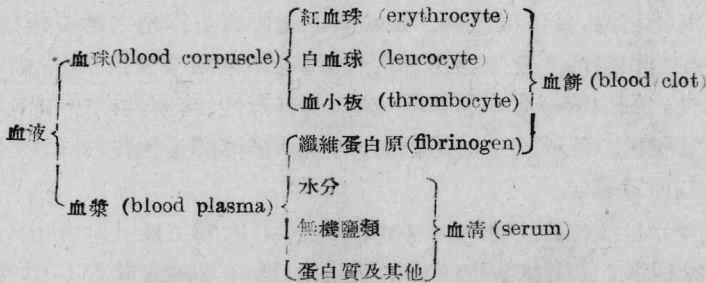 紅血珠 (erythrocyte)
血球(blood corpuscle) 白血球 (leucocyte) 血餅 (blood clot)
血小板 (thrombocyte)
血液 纖維蛋白原(fibrinogen)
水分
血漿 (blood plasma) 無機鹽類 血清 (serum)
蛋白質及其他